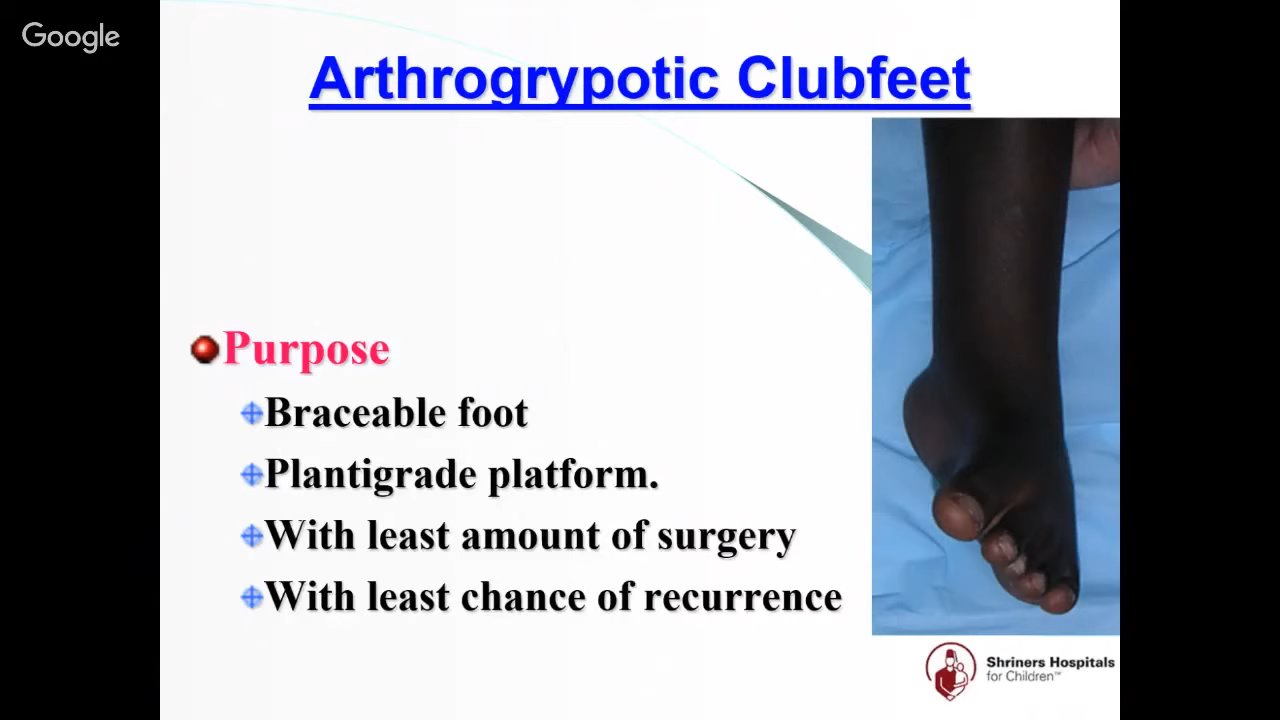 Google
Arthrogrypotic Clubfeet
Purpose
Braceable foot
Plantigrade platform.
With least amount of surgery
With least chance of recurrence
Shriners Hospitals
for Children™